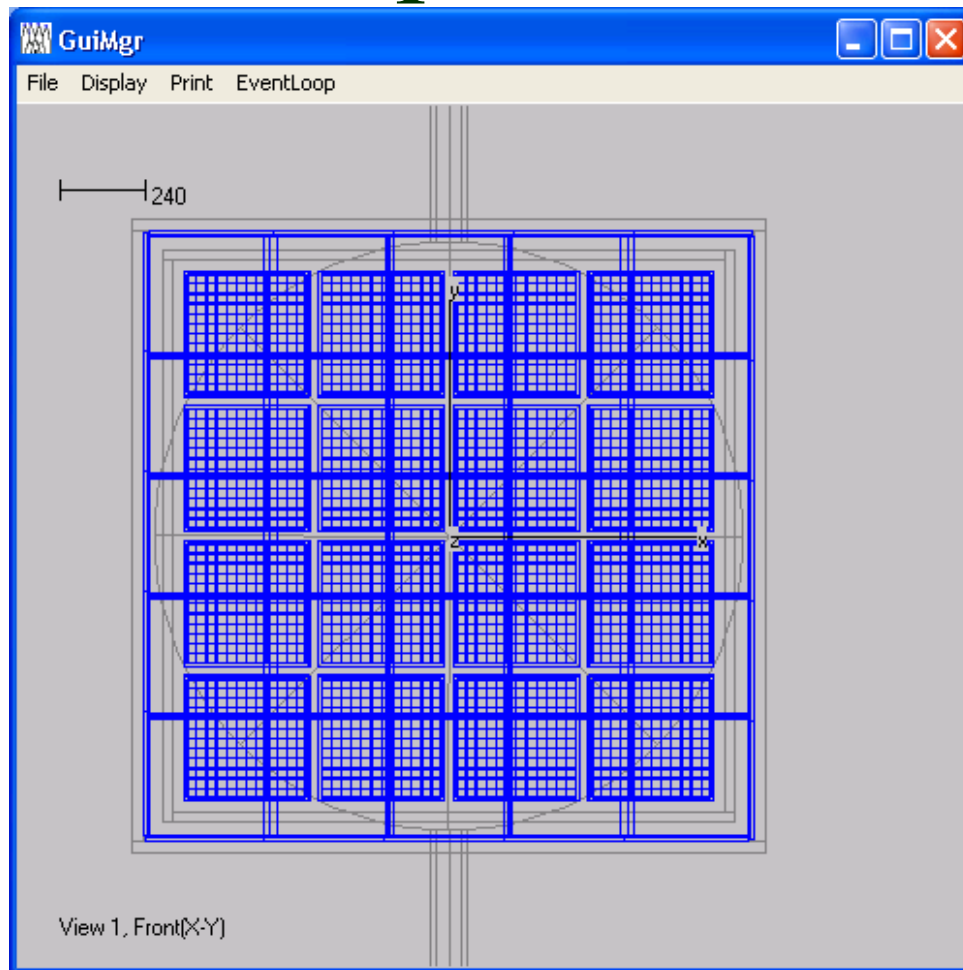 GuiMgr
File Display Print EventLoop
240
y
z x
View 1, Front(X-Y)